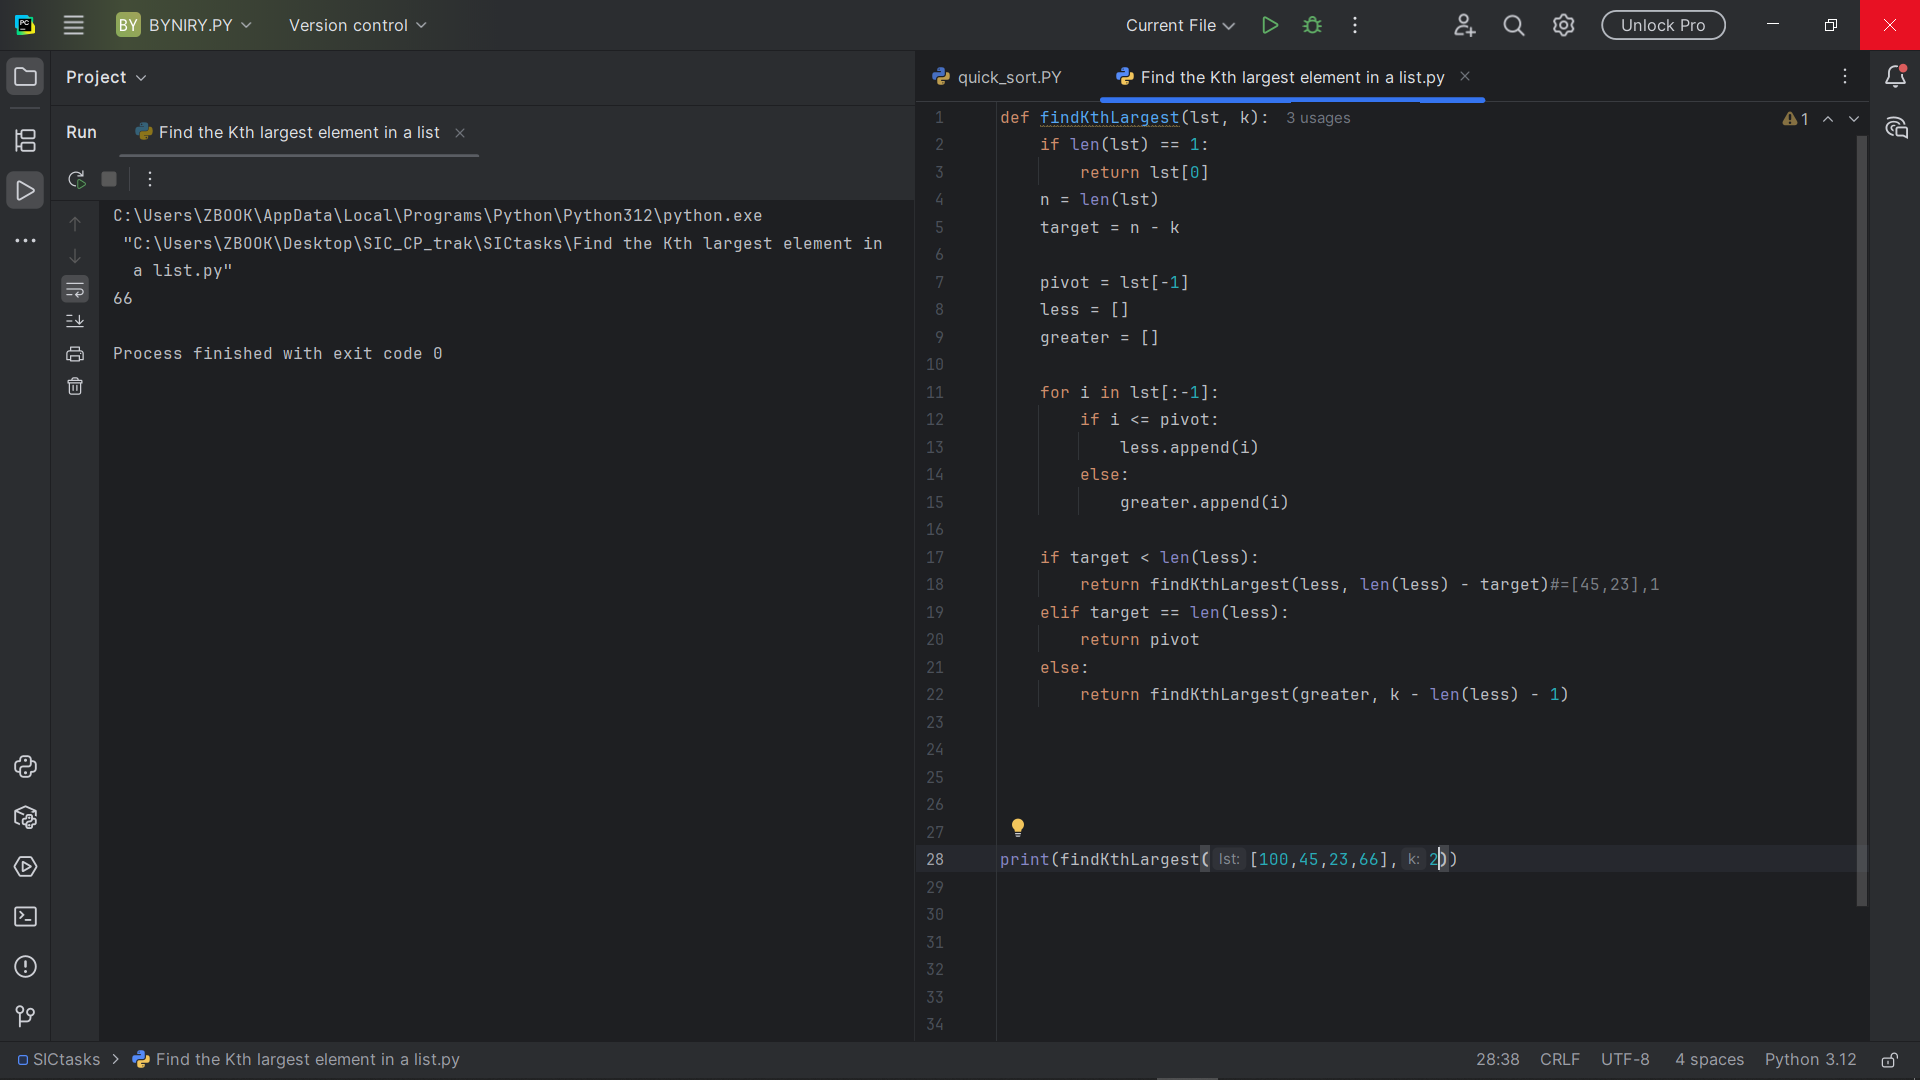 BY BYNIRY.PY Version control Current File Unlock Pro
Project
Run Find the Kth largest element in a list
C:\Users\ZBOOK\AppData\Local\Programs\Python\Python312\python.exe
"C:\Users\ZBOOK\Desktop\SIC_CP_trak\SICtasks\Find the Kth largest element in
a list.py"
66
Process finished with exit code 0
quick_sort.PY Find the Kth largest element in a list.py
1 def findKthLargest(lst, k): 3 usages 1
2 if len(lst) == 1:
3 return lst[0]
4 n = len(lst)
5 target = n - k
6
7 pivot = lst[-1]
8 less = []
9 greater = []
10
11 for i in lst[:-1]:
12 if i <= pivot:
13 less.append(i)
14 else:
15 greater.append(i)
16
17 if target < len(less):
18 return findKthLargest(less, len(less) - target)#=[45,23],1
19 elif target == len(less):
20 return pivot
21 else:
22 return findKthLargest(greater, k - len(less) - 1)
23
24
25
26
27
28 print(findKthLargest( lst: [100,45,23,66], k: 2))
29
30
31
32
33
34
SICtasks > Find the Kth largest element in a list.py 28:38 CRLF UTF-8 4 spaces Python 3.12